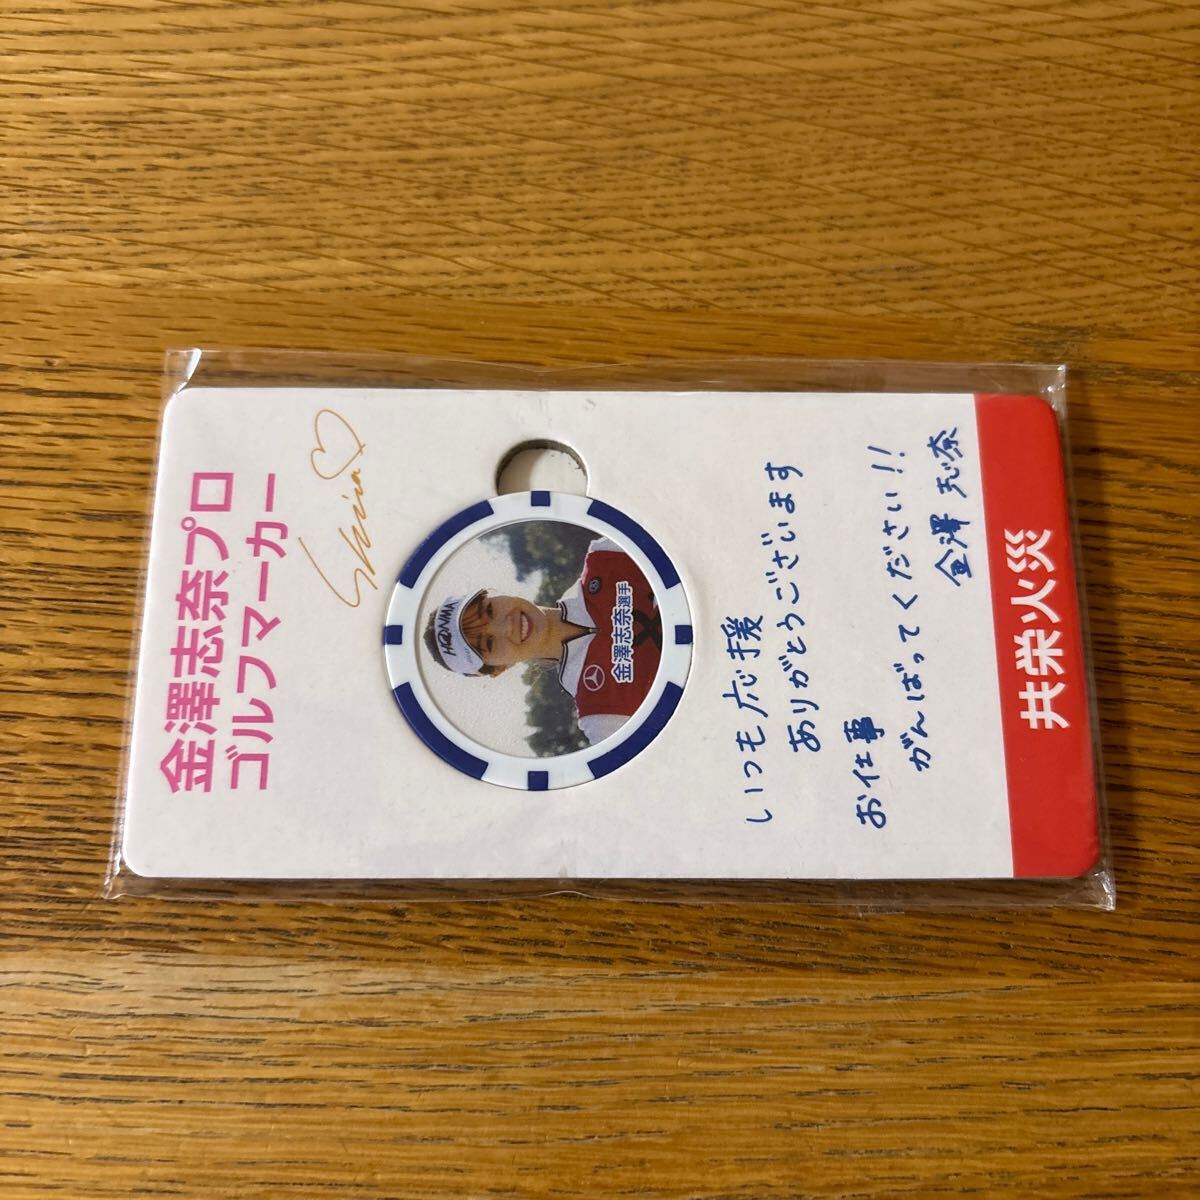 金澤志奈プロ
ゴルフマーカー
Shina♡
HONMA
金澤志奈選手
いつも応援
ありがとうございます
お仕事
がんばってください!!
金澤志奈
共栄火災